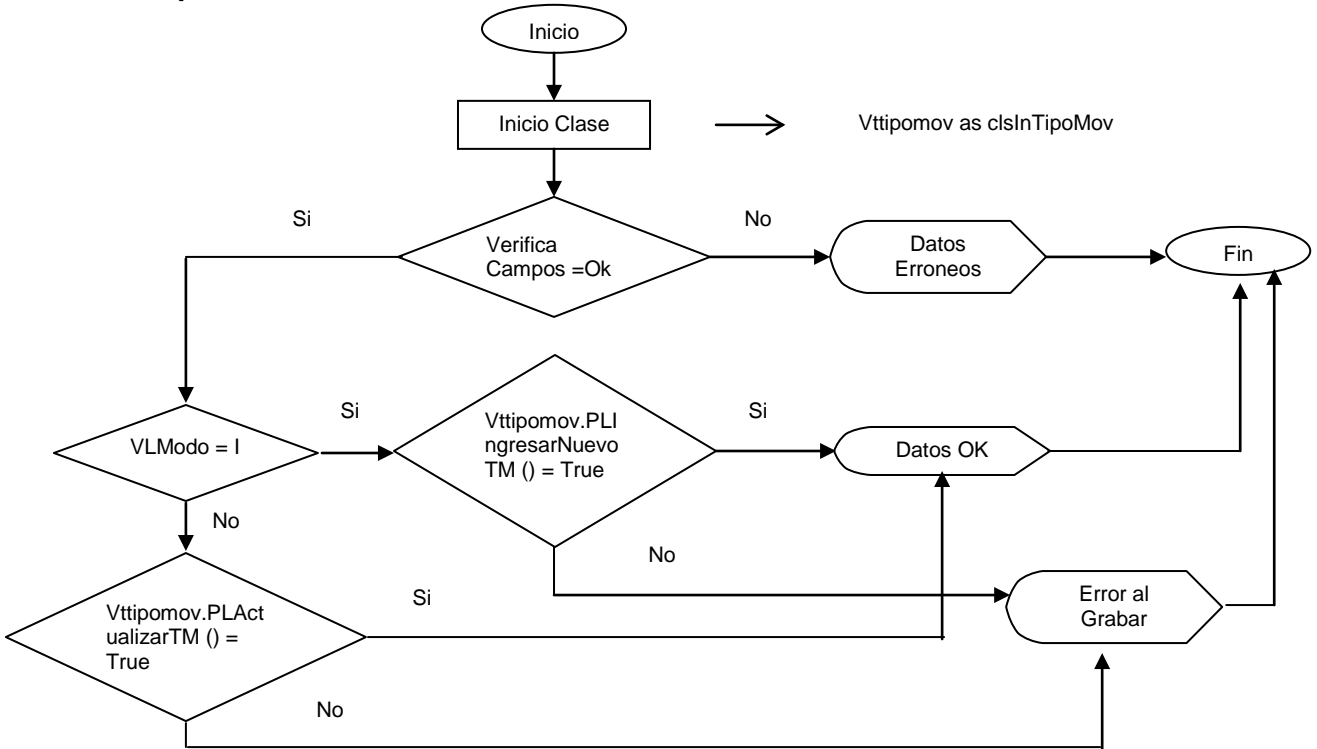 Inicio
Inicio Clase
Vttipomov as clsInTipoMov
Si
No
Verifica
Campos =Ok
Datos
Erroneos
Fin
VLModo = I
Si
Vttipomov.PLI
ngresarNuevo
TM () = True
Si
Datos OK
No
No
Vttipomov.PLAct
ualizarTM () =
True
Si
Error al
Grabar
No